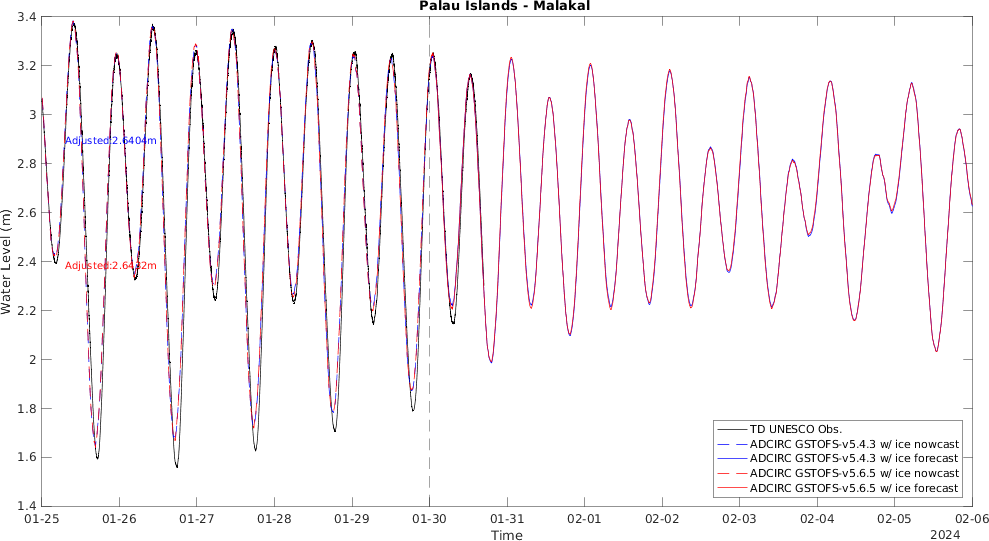 Palau Islands - Malakal
Water Level (m)
3.4
3.2
3
2.8
2.6
2.4
2.2
2
1.8
1.6
1.4
Adjusted:2.6404m
TD UNESCO Obs.
ADCIRC GSTOFS-v5.4.3 w/ ice nowcast
ADCIRC GSTOFS-v5.4.3 w/ ice forecast
ADCIRC GSTOFS-v5.6.5 w/ ice nowcast
ADCIRC GSTOFS-v5.6.5 w/ ice forecast
01-25 01-26 01-27 01-28 01-29 01-30 01-31 02-01 02-02 02-03 02-04 02-05 02-06
Time
2024